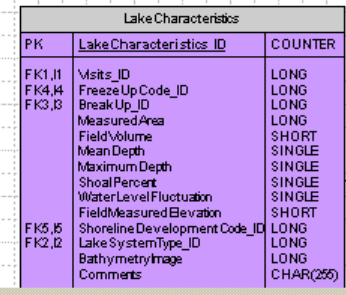 Lake Characteristics
PK LakeCharacteristics_ID COUNTER
FK1,I1 Visits_ID LONG
FK4,I4 FreezeUpCode_ID LONG
FK3,I3 BreakUp_ID LONG
MeasuredArea LONG
FieldVolume SHORT
MeanDepth SINGLE
MaximumDepth SINGLE
ShoalPercent SINGLE
WaterLevelFluctuation SINGLE
FieldMeasuredElevation SHORT
FK5,I5 ShorelineDevelopmentCode_ID LONG
FK2,I2 LakeSystemType_ID LONG
BathymetryImage LONG
Comments CHAR(255)